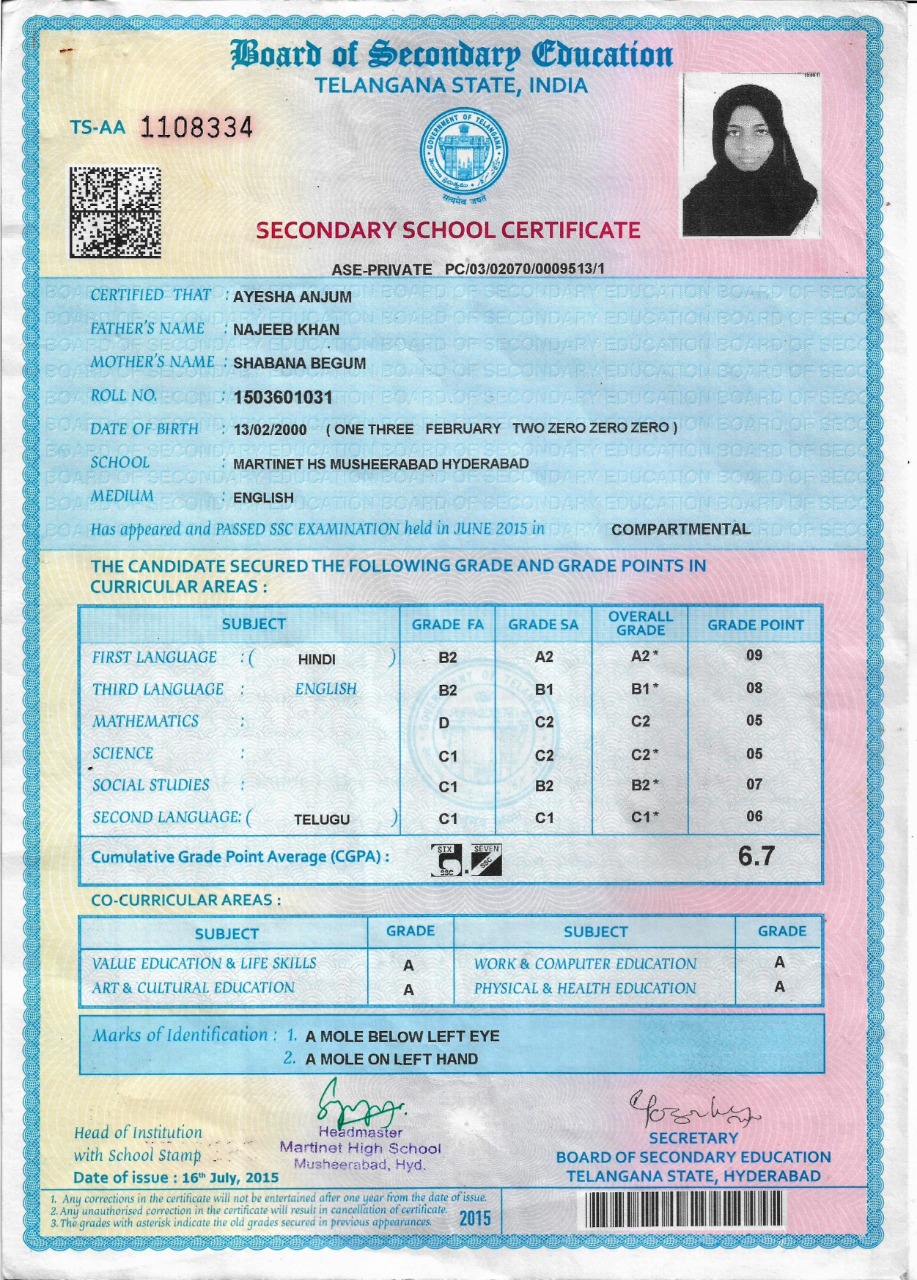 Board of Secondary Education
TELANGANA STATE, INDIA
TS-AA 1108334
GOVERNMENT OF TELANGANA
सत्यमेव जयते
SECONDARY SCHOOL CERTIFICATE
ASE-PRIVATE PC/03/02070/0009513/1
CERTIFIED THAT : AYESHA ANJUM
FATHER'S NAME : NAJEEB KHAN
MOTHER'S NAME : SHABANA BEGUM
ROLL NO. : 1503601031
DATE OF BIRTH : 13/02/2000 ( ONE THREE FEBRUARY TWO ZERO ZERO ZERO )
SCHOOL : MARTINET HS MUSHEERABAD HYDERABAD
MEDIUM : ENGLISH
Has appeared and PASSED SSC EXAMINATION held in JUNE 2015 in COMPARTMENTAL
THE CANDIDATE SECURED THE FOLLOWING GRADE AND GRADE POINTS IN
CURRICULAR AREAS :
SUBJECT GRADE FA GRADE SA OVERALL GRADE GRADE POINT
FIRST LANGUAGE : ( HINDI ) B2 A2 A2* 09
THIRD LANGUAGE : ENGLISH B2 B1 B1* 08
MATHEMATICS : D C2 C2 05
SCIENCE : C1 C2 C2* 05
SOCIAL STUDIES : C1 B2 B2* 07
SECOND LANGUAGE: ( TELUGU ) C1 C1 C1* 06
Cumulative Grade Point Average (CGPA) : SIX SSC . SEVEN SSC 6.7
CO-CURRICULAR AREAS :
SUBJECT GRADE SUBJECT GRADE
VALUE EDUCATION & LIFE SKILLS A WORK & COMPUTER EDUCATION A
ART & CULTURAL EDUCATION A PHYSICAL & HEALTH EDUCATION A
Marks of Identification : 1. A MOLE BELOW LEFT EYE
2. A MOLE ON LEFT HAND
Head of Institution
with School Stamp
Headmaster
Martinet High School
Musheerabad, Hyd.
SECRETARY
BOARD OF SECONDARY EDUCATION
TELANGANA STATE, HYDERABAD
Date of issue : 16th July, 2015
1. Any corrections in the certificate will not be entertained after one year from the date of issue.
2. Any unauthorised correction in the certificate will result in cancellation of certificate.
3. The grades with asterisk indicate the old grades secured in previous appearances.
2015